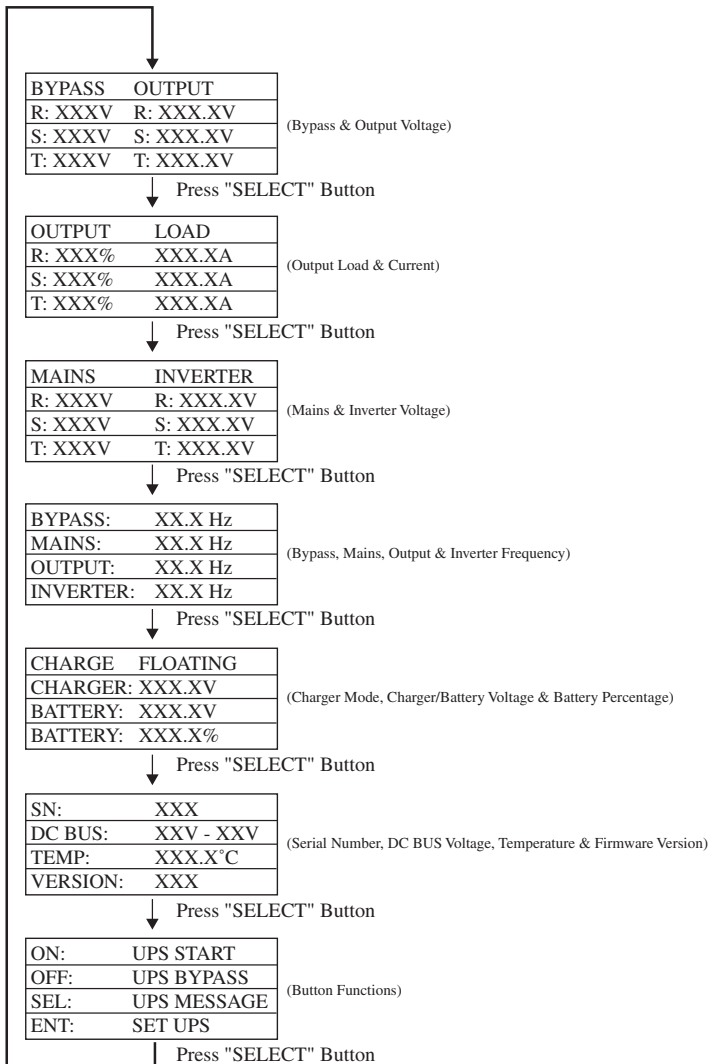 BYPASS OUTPUT
R: XXXV R: XXX.XV
S: XXXV S: XXX.XV
T: XXXV T: XXX.XV
(Bypass & Output Voltage)
Press "SELECT" Button
OUTPUT LOAD
R: XXX% XXX.XA
S: XXX% XXX.XA
T: XXX% XXX.XA
(Output Load & Current)
Press "SELECT" Button
MAINS INVERTER
R: XXXV R: XXX.XV
S: XXXV S: XXX.XV
T: XXXV T: XXX.XV
(Mains & Inverter Voltage)
Press "SELECT" Button
BYPASS: XX.X Hz
MAINS: XX.X Hz
OUTPUT: XX.X Hz
INVERTER: XX.X Hz
(Bypass, Mains, Output & Inverter Frequency)
Press "SELECT" Button
CHARGE FLOATING
CHARGER: XXX.XV
BATTERY: XXX.XV
BATTERY: XXX.X%
(Charger Mode, Charger/Battery Voltage & Battery Percentage)
Press "SELECT" Button
SN: XXX
DC BUS: XXV - XXV
TEMP: XXX.X°C
VERSION: XXX
(Serial Number, DC BUS Voltage, Temperature & Firmware Version)
Press "SELECT" Button
ON: UPS START
OFF: UPS BYPASS
SEL: UPS MESSAGE
ENT: SET UPS
(Button Functions)
Press "SELECT" Button